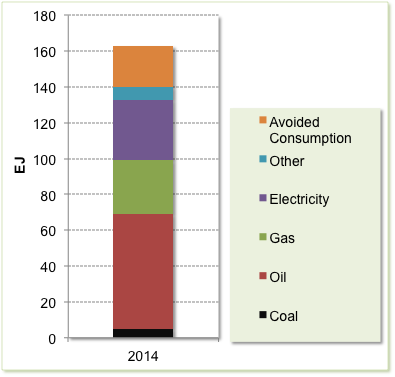 180
160
140
120
100
80
60
40
20
0
EJ
2014
Avoided
Consumption
Other
Electricity
Gas
Oil
Coal